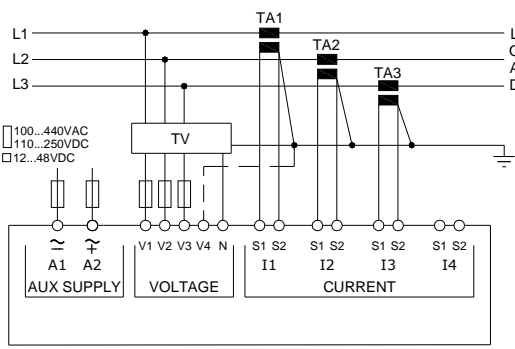 TA1
L1
L
TA2
O
L2
A
TA3
L3
D
100...440VAC
110...250VDC
12...48VDC
TV
V1 V2 V3 V4 N S1 S2 S1 S2 S1 S2 S1 S2
A1 A2 I1 I2 I3 I4
AUX SUPPLY VOLTAGE CURRENT